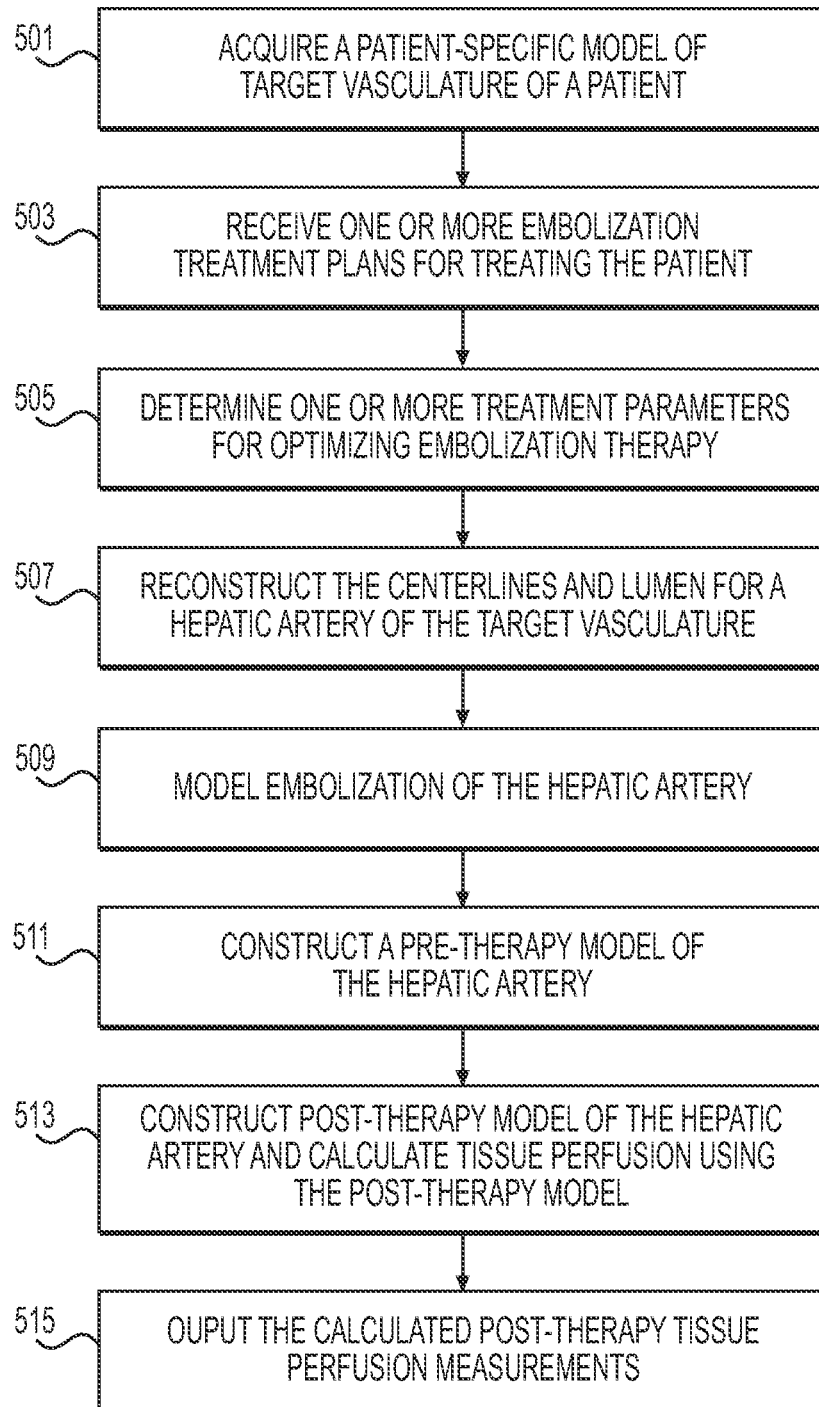 501
ACQUIRE A PATIENT-SPECIFIC MODEL OF
TARGET VASCULATURE OF A PATIENT
503
RECEIVE ONE OR MORE EMBOLIZATION
TREATMENT PLANS FOR TREATING THE PATIENT
505
DETERMINE ONE OR MORE TREATMENT PARAMETERS
FOR OPTIMIZING EMBOLIZATION THERAPY
507
RECONSTRUCT THE CENTERLINES AND LUMEN FOR A
HEPATIC ARTERY OF THE TARGET VASCULATURE
509
MODEL EMBOLIZATION OF THE HEPATIC ARTERY
511
CONSTRUCT A PRE-THERAPY MODEL OF
THE HEPATIC ARTERY
513
CONSTRUCT POST-THERAPY MODEL OF THE HEPATIC
ARTERY AND CALCULATE TISSUE PERFUSION USING
THE POST-THERAPY MODEL
515
OUPUT THE CALCULATED POST-THERAPY TISSUE
PERFUSION MEASUREMENTS